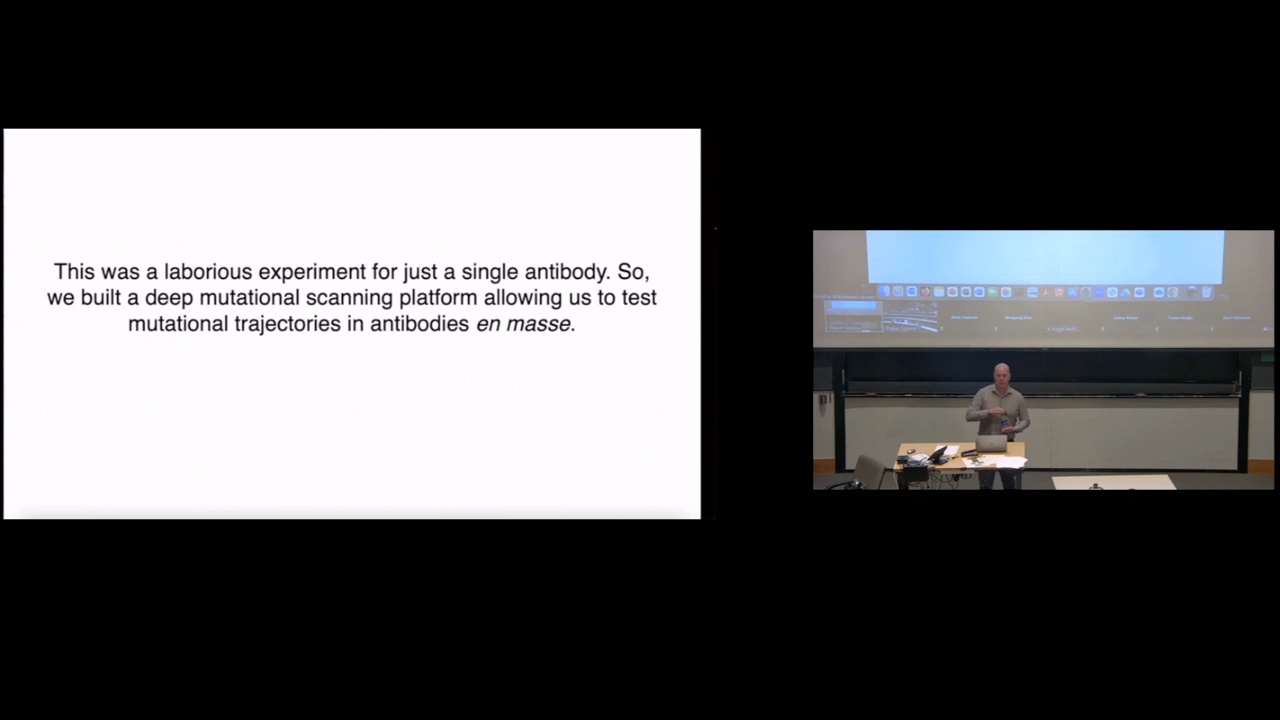 This was a laborious experiment for just a single antibody. So,
we built a deep mutational scanning platform allowing us to test
mutational trajectories in antibodies en masse.